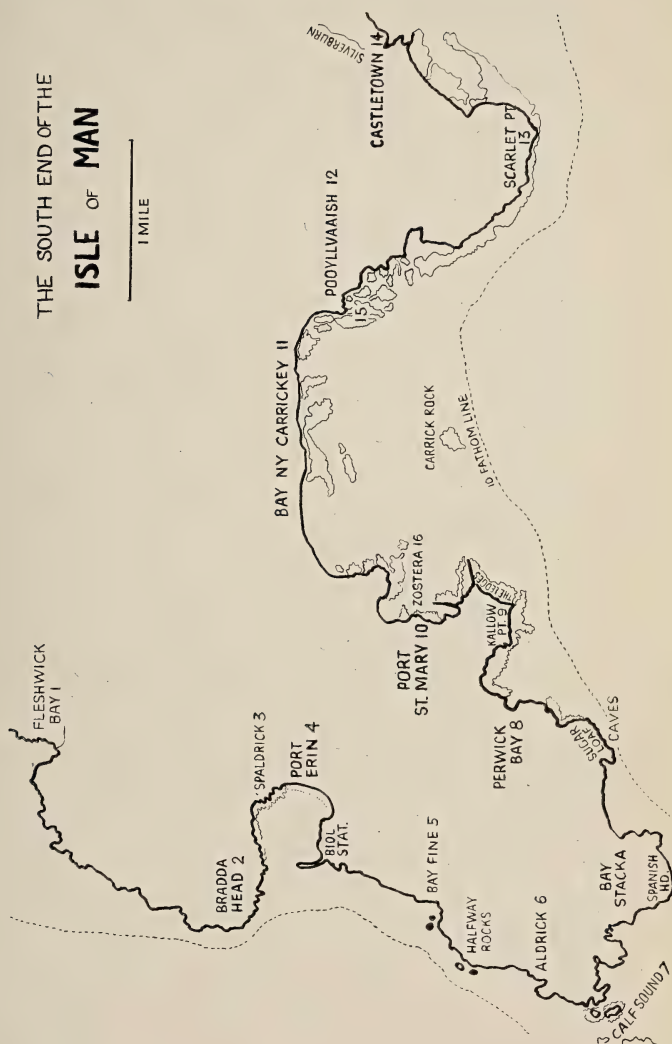 THE SOUTH END OF THE
ISLE OF MAN
1 MILE
FLESHWICK
BAY 1
BRADDA
HEAD 2
SPALDRICK 3
PORT
ERIN 4
BIOL
STAT.
BAY FINE 5
HALFWAY
ROCKS
ALDRICK 6
CALF SOUND 7
SPANISH
HD.
BAY
STACKA
SUGAR
LOAF
CAVES
PERWICK
BAY 8
KALLOW
PT. 9
THE LEDGES
PORT
ST. MARY 10
ZOSTERA 16
BAY NY CARRICKEY 11
CARRICK ROCK
10 FATHOM LINE
POOYLLVAAISH 12
15
SCARLET PT.
13
CASTLETOWN 14
SILVERBURN